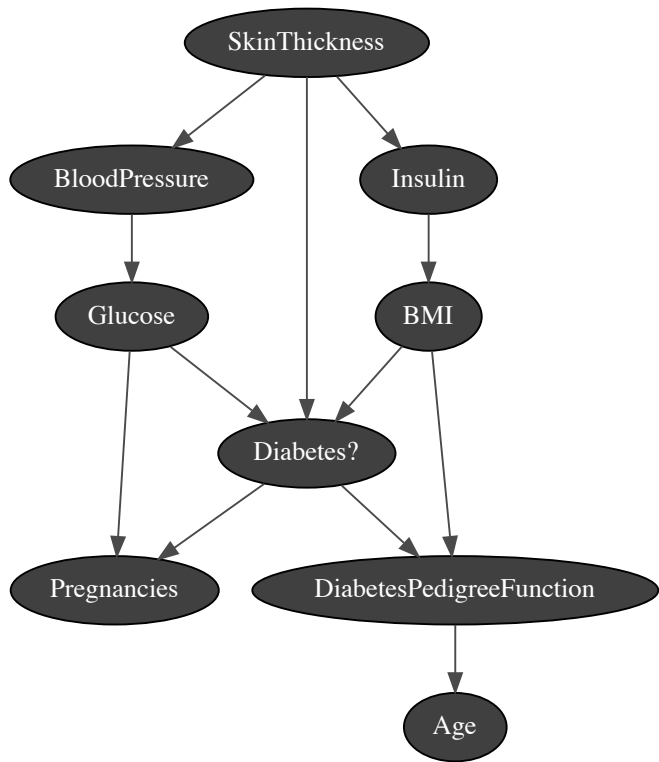 SkinThickness
BloodPressure
Insulin
Glucose
BMI
Diabetes?
Pregnancies
DiabetesPedigreeFunction
Age